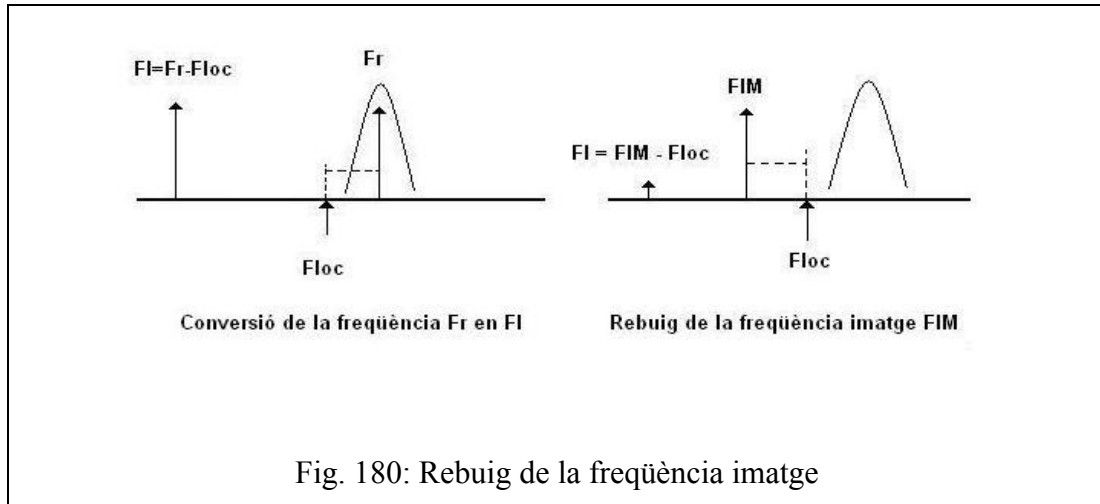 FI=Fr-Floc
Fr
Floc
Conversió de la freqüència Fr en FI
FIM
FI = FIM - Floc
Floc
Rebuig de la freqüència imatge FIM
Fig. 180: Rebuig de la freqüència imatge